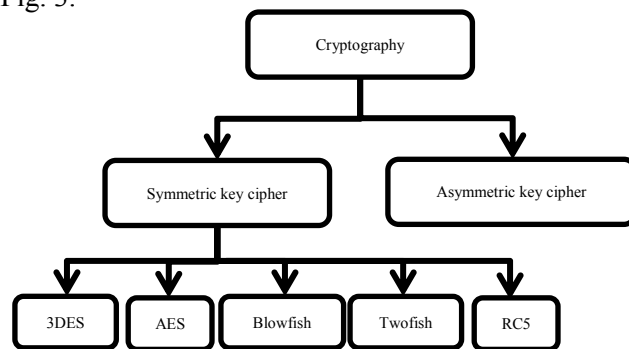 Fig. 3.
Cryptography
Symmetric key cipher
Asymmetric key cipher
3DES
AES
Blowfish
Twofish
RC5